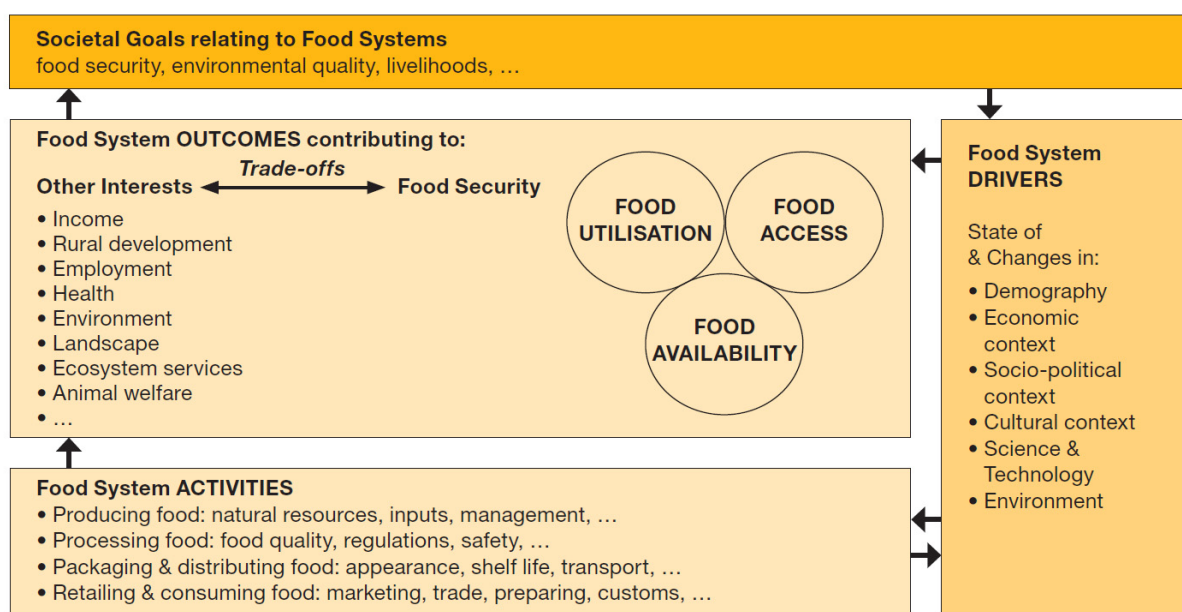 Societal Goals relating to Food Systems
food security, environmental quality, livelihoods, …
Food System OUTCOMES contributing to:
Trade-offs
Other Interests
Food Security
• Income
• Rural development
• Employment
• Health
• Environment
• Landscape
• Ecosystem services
• Animal welfare
• …
FOOD
UTILISATION
FOOD
ACCESS
FOOD
AVAILABILITY
Food System
DRIVERS
State of
& Changes in:
• Demography
• Economic
context
• Socio-political
context
• Cultural context
• Science &
Technology
• Environment
Food System ACTIVITIES
• Producing food: natural resources, inputs, management, …
• Processing food: food quality, regulations, safety, …
• Packaging & distributing food: appearance, shelf life, transport, …
• Retailing & consuming food: marketing, trade, preparing, customs, …